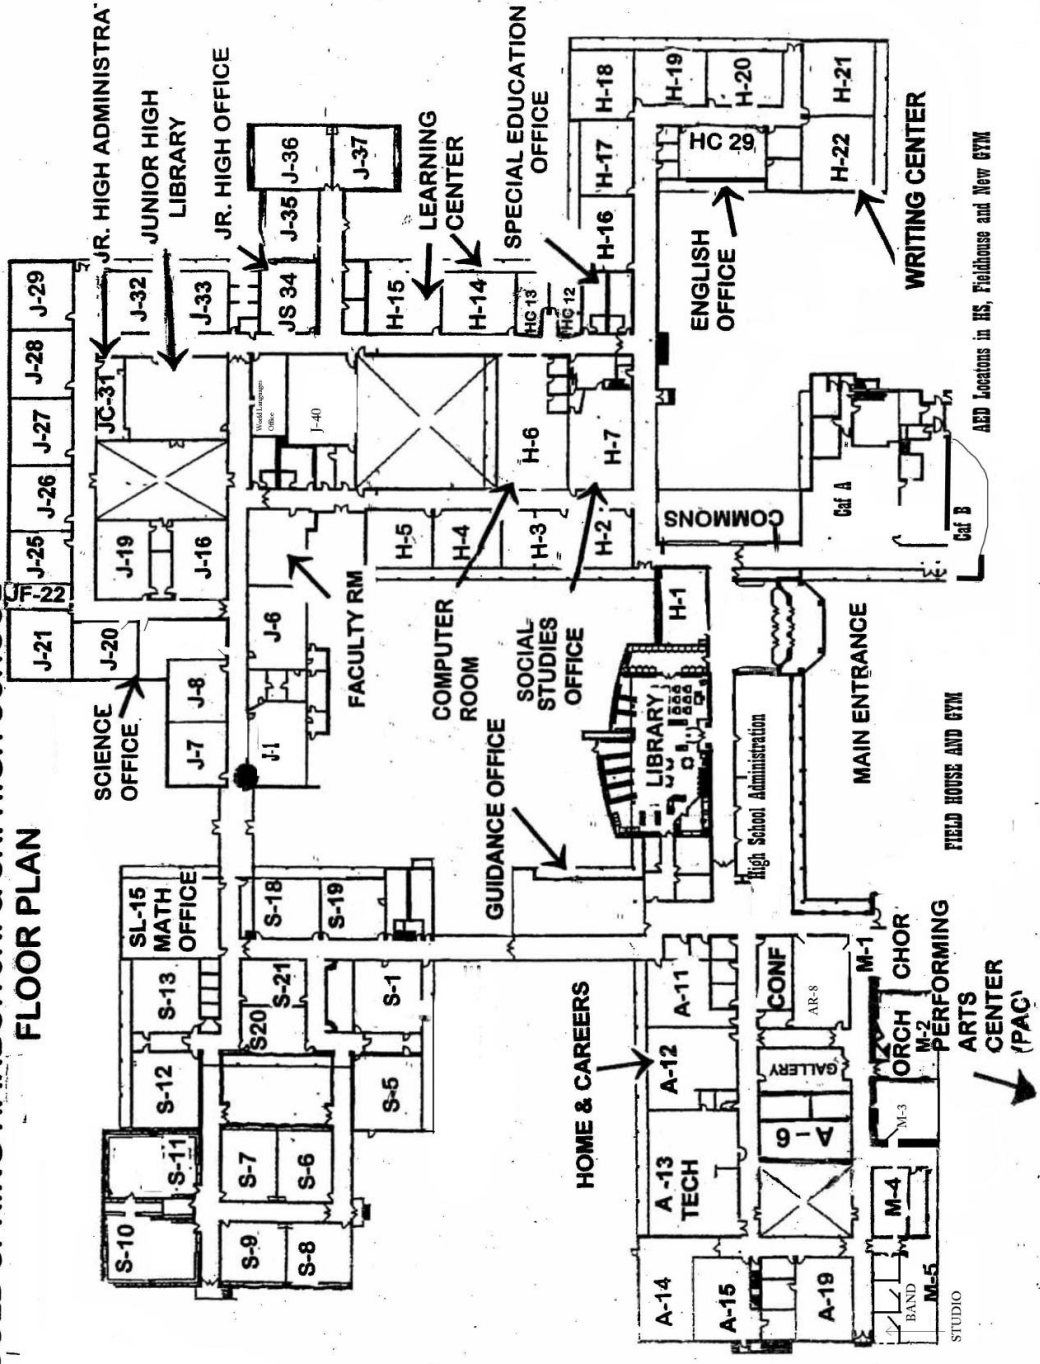 FLOOR PLAN
JR. HIGH ADMINISTRA
JUNIOR HIGH
LIBRARY
JR. HIGH OFFICE
LEARNING
CENTER
SPECIAL EDUCATION
OFFICE
J-29
J-28
J-27
J-26
J-25
JF-22
J-21
J-20
J-32
J-33
JC-31
J-19
J-16
J-8
J-7
SCIENCE
OFFICE
J-36
J-37
J-35
JS 34
World Languages
Office
J-40
J-6
J-1
FACULTY RM
H-15
H-14
HC 13
HC 12
H-16
H-17
H-18
H-19
H-20
H-21
H-22
HC 29
ENGLISH
OFFICE
WRITING CENTER
H-6
H-7
H-5
H-4
H-3
H-2
H-1
COMPUTER
ROOM
SOCIAL
STUDIES
OFFICE
COMMONS
Caf A
Caf B
AED Locatons in HS, Fieldhouse and New GYM
GUIDANCE OFFICE
LIBRARY
High School Administration
MAIN ENTRANCE
FIELD HOUSE AND GYM
SL-15
MATH
OFFICE
S-18
S-19
S-13
S-21
S20
S-1
S-12
S-5
S-11
S-10
S-7
S-6
S-9
S-8
HOME & CAREERS
A-11
A-12
A-13
TECH
A-14
A-15
A-19
CONF
AR-8
GALLERY
A-6
M-1
CHOR
ORCH
M-2
M-3
M-4
M-5
BAND
STUDIO
PERFORMING
ARTS
CENTER
(PAC)